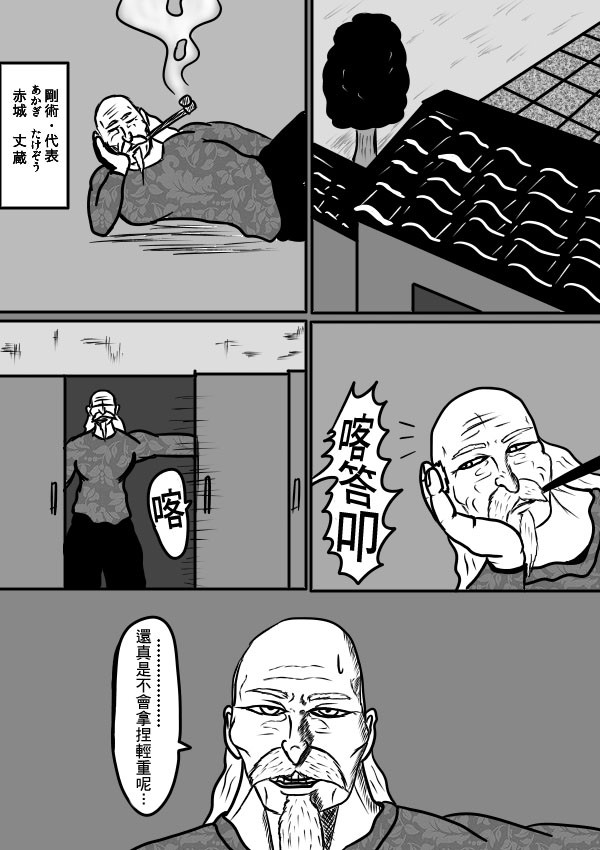 剛術・代表
あかぎ　たけぞう
赤城　丈蔵
喀答叩
喀
…………………
還真是不會拿捏輕重呢…